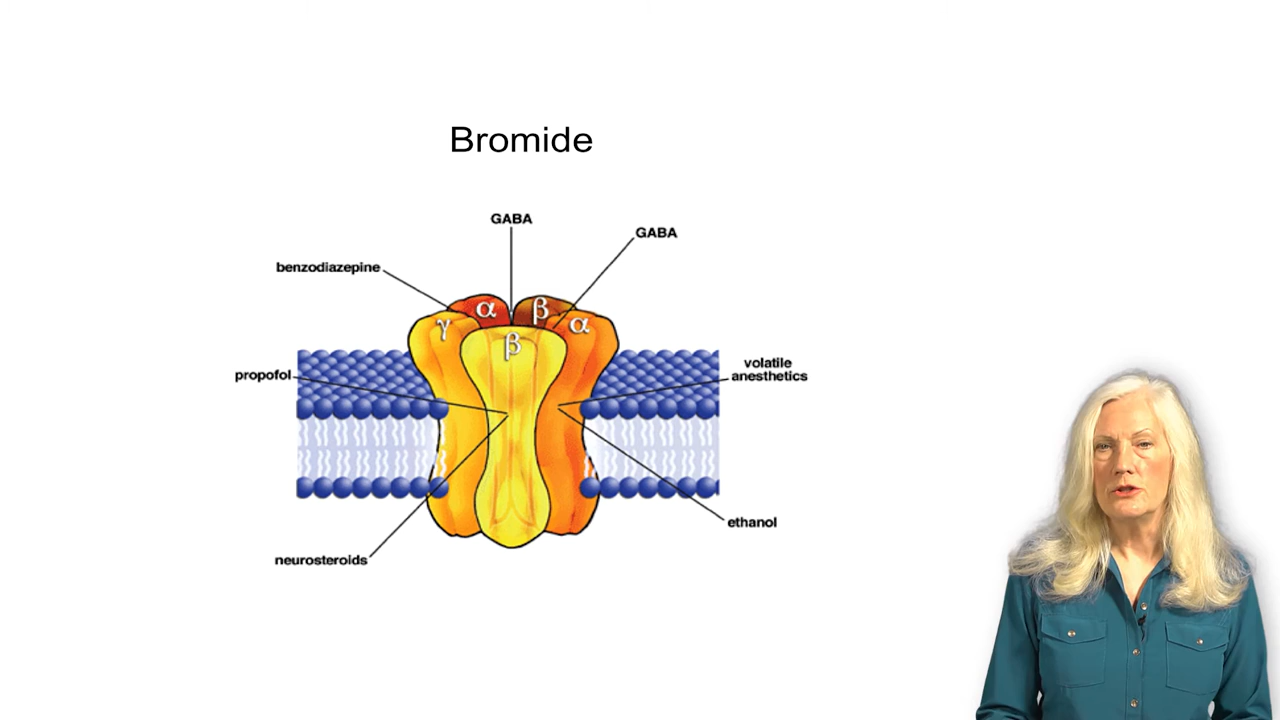 Bromide
GABA
GABA
benzodiazepine
α
β
γ
α
β
propofol
volatile
anesthetics
ethanol
neurosteroids